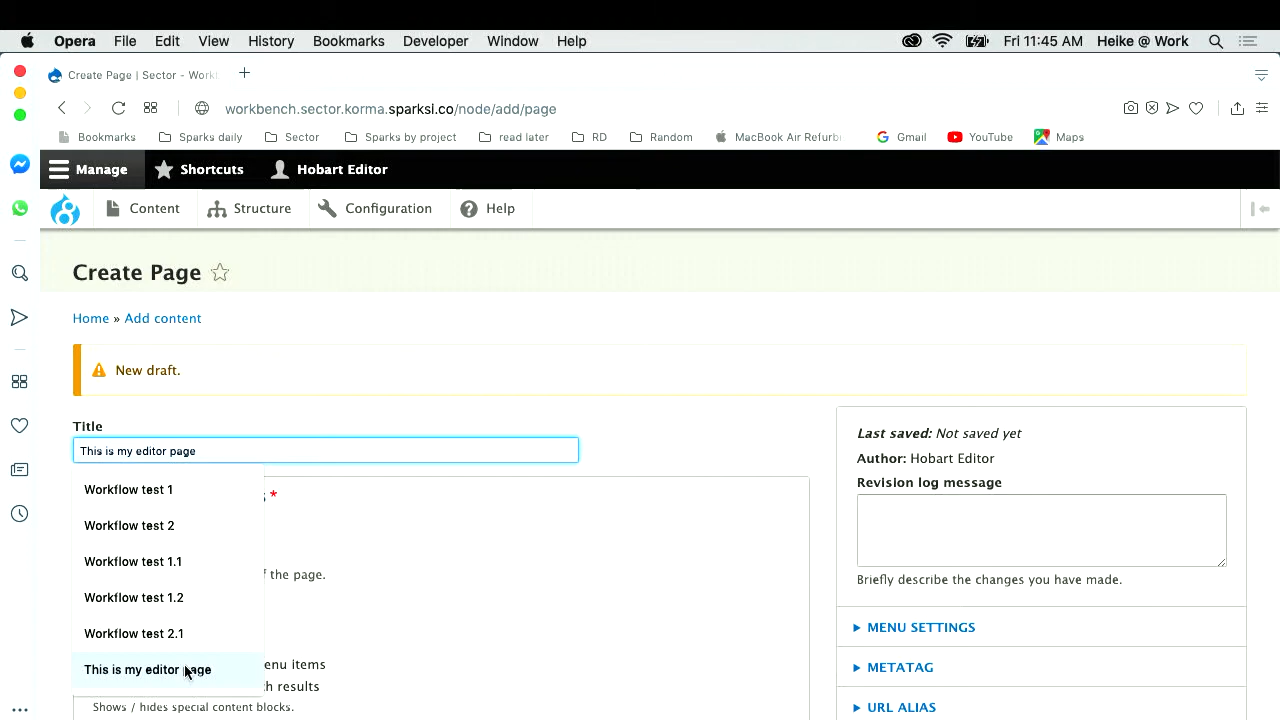 Opera File Edit View History Bookmarks Developer Window Help Fri 11:45 AM Heike @ Work
Create Page | Sector - Work
workbench.sector.korma.sparksl.co/node/add/page
Bookmarks Sparks daily Sector Sparks by project read later RD Random MacBook Air Refurbi Gmail YouTube Maps
Manage Shortcuts Hobart Editor
Content Structure Configuration Help
Create Page
Home » Add content
New draft.
Title
This is my editor page
Workflow test 1
Workflow test 2
Workflow test 1.1
Workflow test 1.2
Workflow test 2.1
This is my editor page
*
f the page.
enu items
h results
Shows / hides special content blocks.
Last saved: Not saved yet
Author: Hobart Editor
Revision log message
Briefly describe the changes you have made.
MENU SETTINGS
METATAG
URL ALIAS